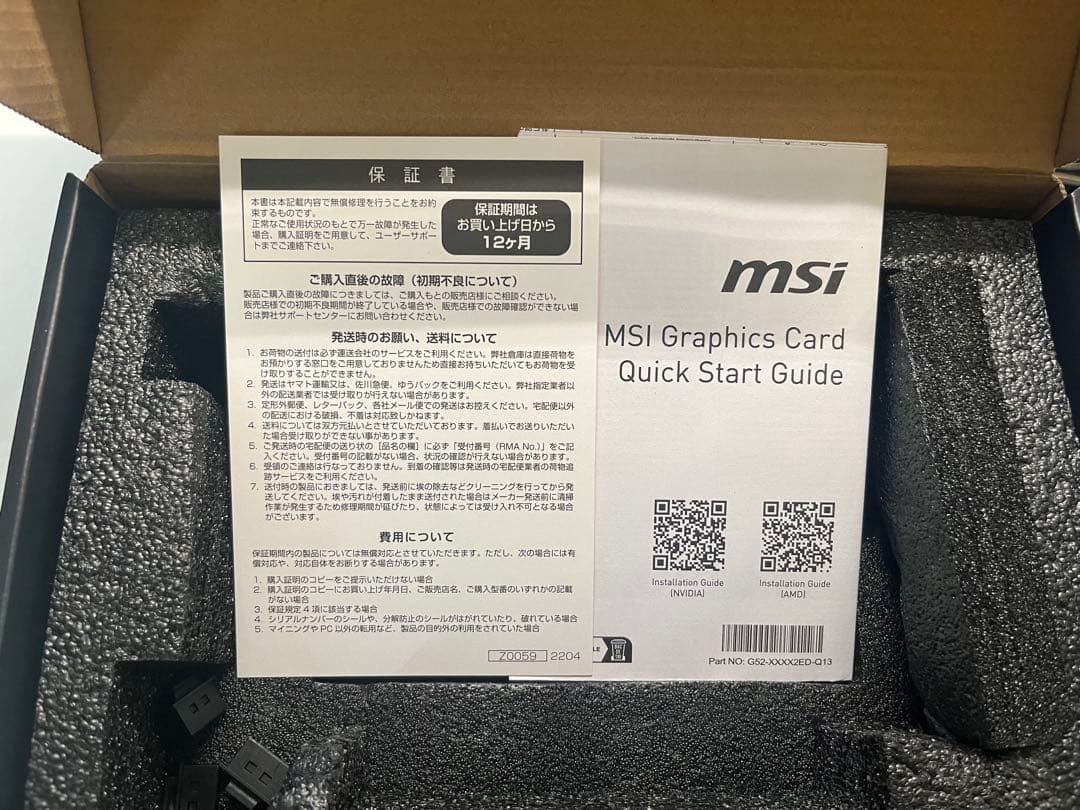 保証書
本書は本記載内容で無償修理を行うことをお約
束するものです。
正常なご使用状況のもとで万一故障が発生した
場合、購入証明をご用意して、ユーザーサポー
トまでご連絡下さい。
保証期間は
お買い上げ日から
12ヶ月
ご購入直後の故障（初期不良について）
製品ご購入直後の故障につきましては、ご購入もとの販売店様にご相談ください。
販売店様での初期不良期間が終了している場合や、販売店様での故障確認ができない場
合は弊社サポートセンターにお問い合わせください。
発送時のお願い、送料について
1. お荷物の送付は必ず運送会社のサービスをご利用ください。弊社倉庫は直接荷物を
お預かりする窓口をご用意しておりませんため直接お持ちいただいてもお荷物を受
け取りすることができません。
2. 発送はヤマト運輸又は、佐川急便、ゆうパックをご利用ください。弊社指定業者以
外の配送業者では受け取りが行えない場合があります。
3. 定形外郵便、レターパック、各社メール便での発送はお控えください。宅配便以外
の配送における破損、不着は対応致しかねます。
4. 送料については双方元払いとさせていただいております。着払いでお送りいただい
た場合受け取りができない事があります。
5. ご発送時の宅配便の送り状の［品名の欄］に必ず「受付番号（RMA No.）」をご記
入ください。受付番号の記載がない場合、状況の確認が行えない場合があります。
6. 受領のご連絡は行なっておりません。到着の確認等は発送時の宅配便業者の荷物追
跡サービスをご利用ください。
7. 送付時の製品におきましては、発送前に埃の除去などクリーニングを行ってから発
送してください。埃や汚れが付着したまま送付された場合はメーカー発送前に清掃
作業が発生するため修理期間が延びたり、状態によっては受け入れ不可となる場合
がございます。
費用について
保証期間内の製品については無償対応とさせていただきます。ただし、次の場合には有
償対応や、対応自体をお断りする場合があります。
1. 購入証明のコピーをご提示いただけない場合
2. 購入証明のコピーにお買い上げ年月日、ご販売店名、ご購入型番のいずれかの記載
がない場合
3. 保証規定4項に該当する場合
4. シリアルナンバーのシールや、分解防止のシールがはがれていたり、破れている場合
5. マイニングやPC以外の転用など、製品の目的外の利用をされていた場合
Z0059 2204
msi
MSI Graphics Card
Quick Start Guide
Installation Guide
(NVIDIA)
Installation Guide
(AMD)
Part NO: G52-XXXX2ED-Q13